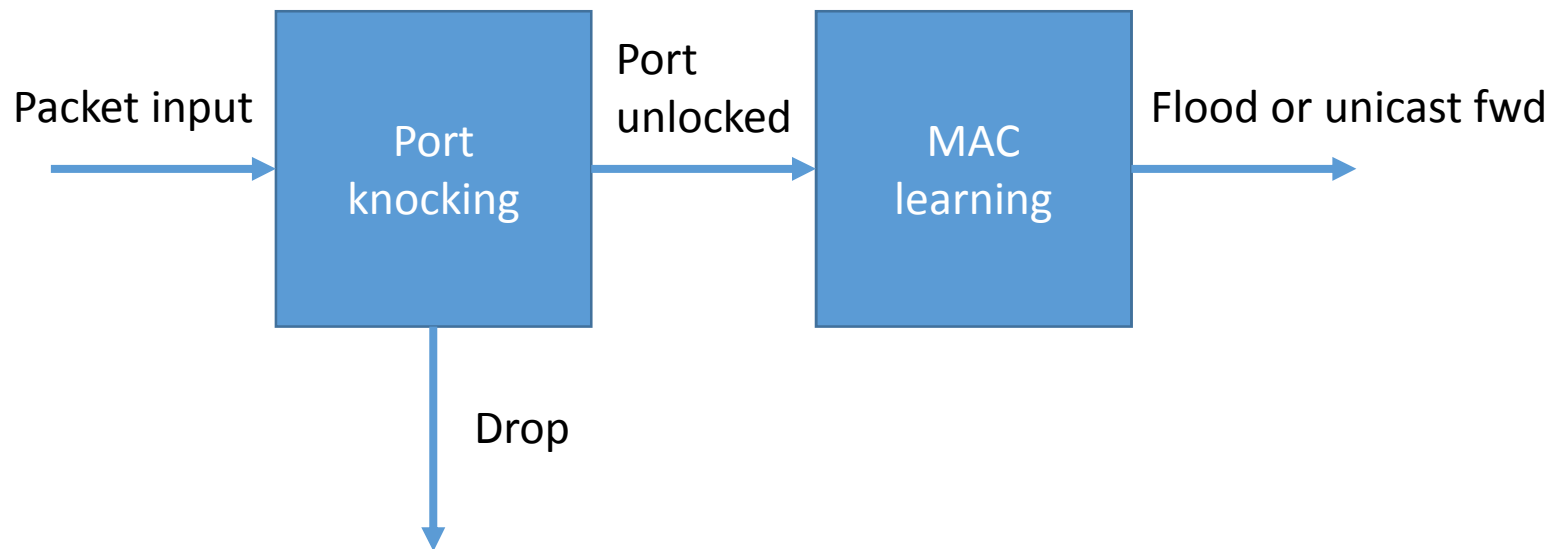 Packet input
Port
knocking
Port
unlocked
MAC
learning
Flood or unicast fwd
Drop